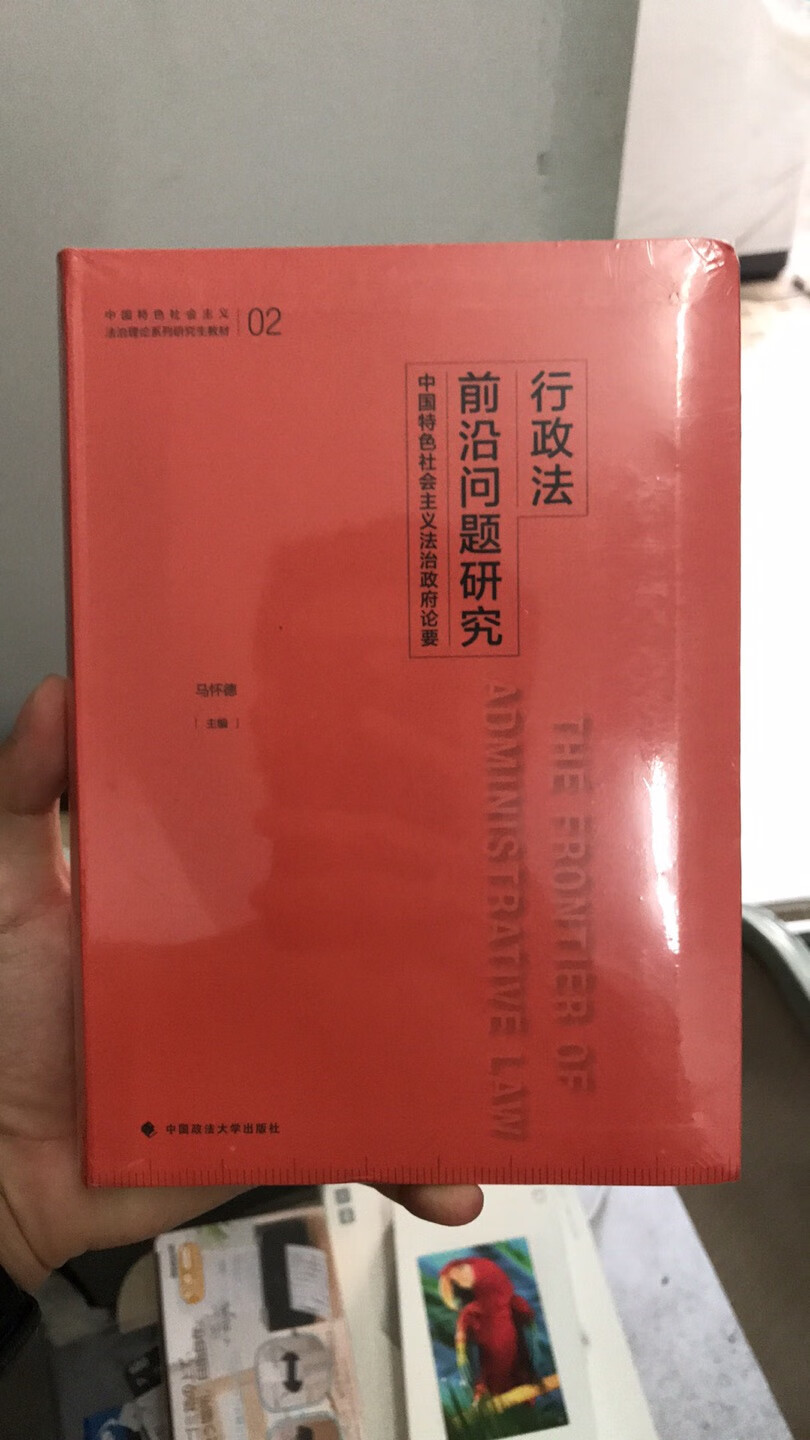 中国特色社会主义
法治理论系列研究生教材
02
行政法
前沿问题研究
中国特色社会主义法治政府论要
马怀德
[主编]
THE FRONTIER OF
ADMINISTRATIVE LAW
中国政法大学出版社